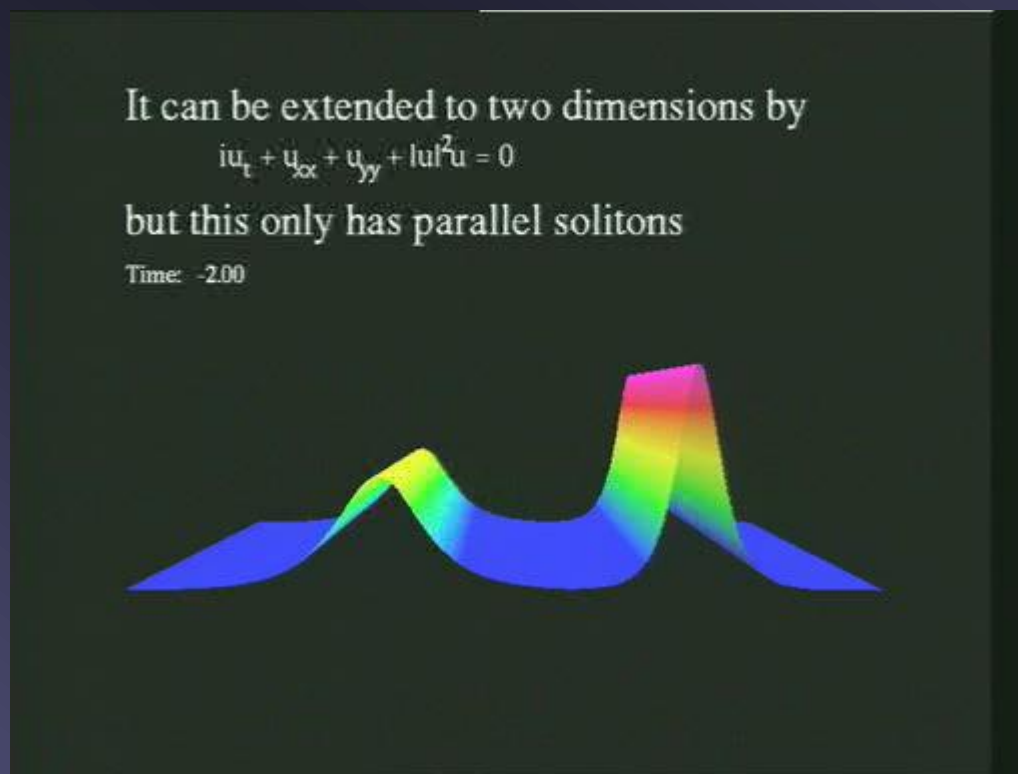 It can be extended to two dimensions by
iu_t + u_xx + u_yy + |u|^2u = 0
but this only has parallel solitons
Time: -2.00